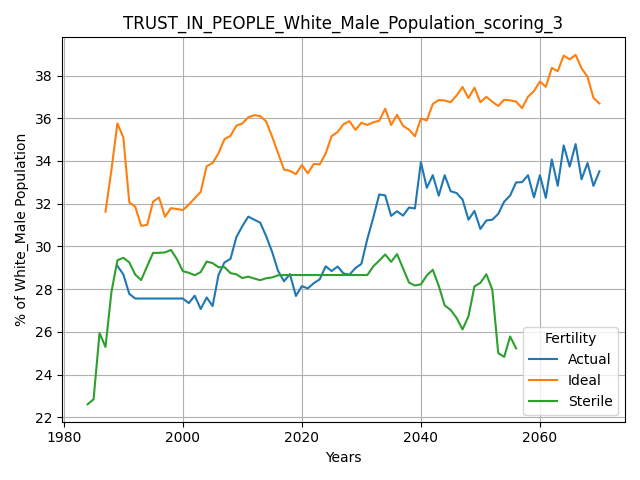 TRUST_IN_PEOPLE_White_Male_Population_scoring_3
% of White_Male Population
38
36
34
32
30
28
26
24
22
1980
2000
2020
2040
2060
Years
Fertility
Actual
Ideal
Sterile